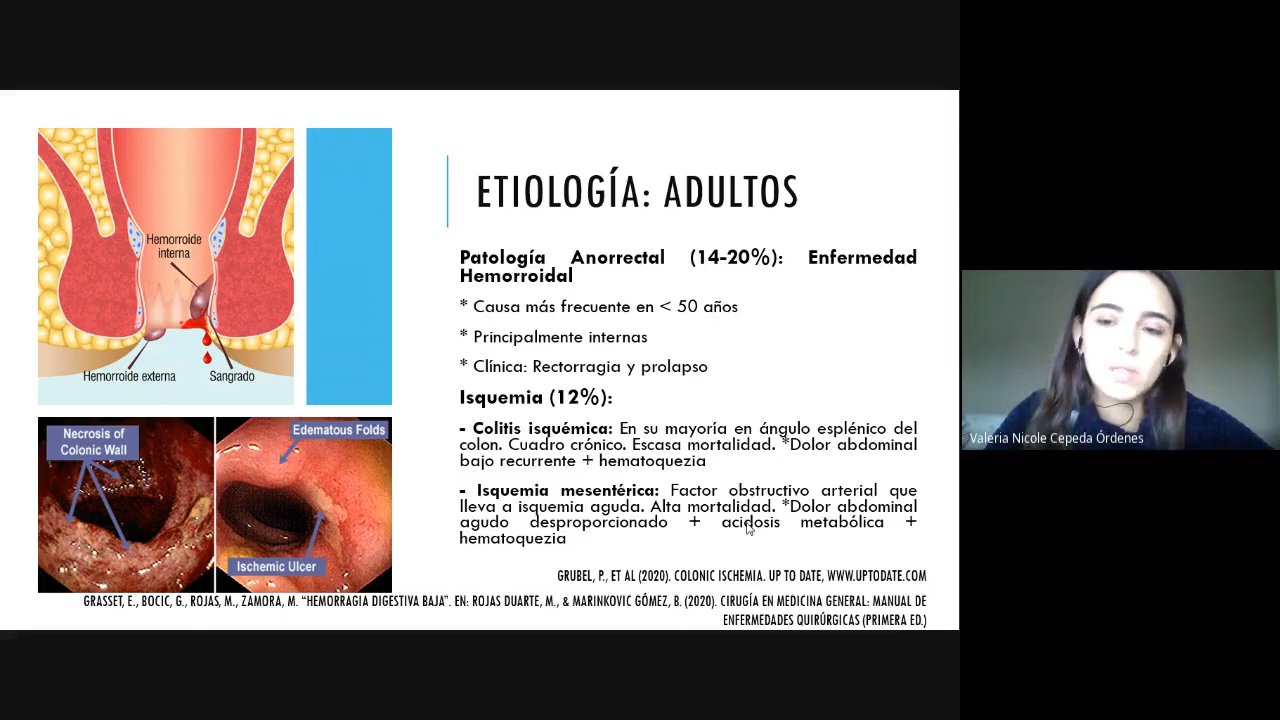 Hemorroide
interna
Hemorroide externa
Sangrado
Necrosis of
Colonic Wall
Edematous Folds
Ischemic Ulcer
ETIOLOGÍA: ADULTOS
Patología Anorrectal (14-20%): Enfermedad
Hemorroidal
* Causa más frecuente en < 50 años
* Principalmente internas
* Clínica: Rectorragia y prolapso
Isquemia (12%):
- Colitis isquémica: En su mayoría en ángulo esplénico del
colon. Cuadro crónico. Escasa mortalidad. *Dolor abdominal
bajo recurrente + hematoquezia
- Isquemia mesentérica: Factor obstructivo arterial que
lleva a isquemia aguda. Alta mortalidad. *Dolor abdominal
agudo desproporcionado + acidosis metabólica +
hematoquezia
GRUBEL, P., ET AL (2020). COLONIC ISCHEMIA. UP TO DATE, WWW.UPTODATE.COM
GRASSET, E., BOCIC, G., ROJAS, M., ZAMORA, M. "HEMORRAGIA DIGESTIVA BAJA". EN: ROJAS DUARTE, M., & MARINKOVIC GÓMEZ, B. (2020). CIRUGÍA EN MEDICINA GENERAL: MANUAL DE
ENFERMEDADES QUIRÚRGICAS (PRIMERA ED.)
Valeria Nicole Cepeda Órdenes